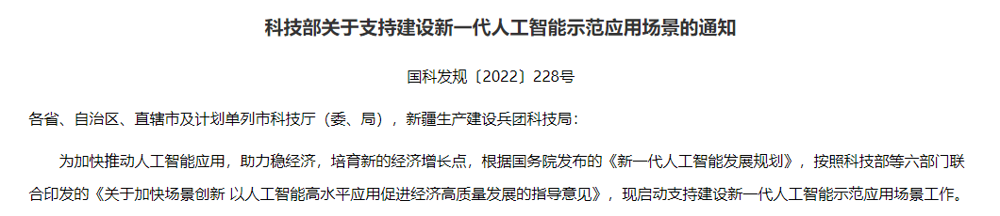 科技部关于支持建设新一代人工智能示范应用场景的通知
国科发规〔2022〕228号
各省、自治区、直辖市及计划单列市科技厅（委、局），新疆生产建设兵团科技局：
为加快推动人工智能应用，助力稳经济，培育新的经济增长点，根据国务院发布的《新一代人工智能发展规划》，按照科技部等六部门联
合印发的《关于加快场景创新 以人工智能高水平应用促进经济高质量发展的指导意见》，现启动支持建设新一代人工智能示范应用场景工作。